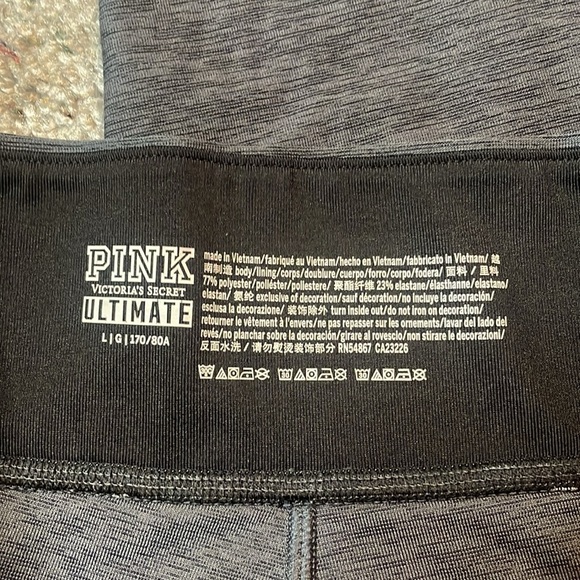 PINK
VICTORIA'S SECRET
ULTIMATE
L|G|170/80A
made in Vietnam/fabriqué au Vietnam/hecho en Vietnam/fabbricato in Vietnam/ 越
南制造 body/lining/corps/doublure/cuerpo/forro/corpo/fodera/ 面料 / 里料
77% polyester/poliéster/poliestere/ 聚酯纤维 23% elastane/élasthanne/elastano/
elastan/ 氨纶 exclusive of decoration/sauf décoration/no incluye la decoración/
esclusa la decorazione/ 装饰除外 turn inside out/do not iron on decoration/
retourner le vêtement à l'envers/ne pas repasser sur les ornements/lavar del lado del
revés/no planchar sobre la decoración/girare al rovescio/non stirare le decorazioni/
反面水洗 / 请勿熨烫装饰部分 RN54867 CA23226
30 30